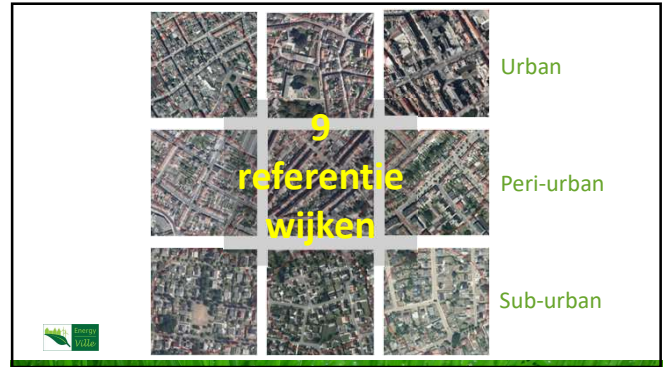 Urban
9
referentie
wijken
Peri-urban
Sub-urban
Energy
Ville